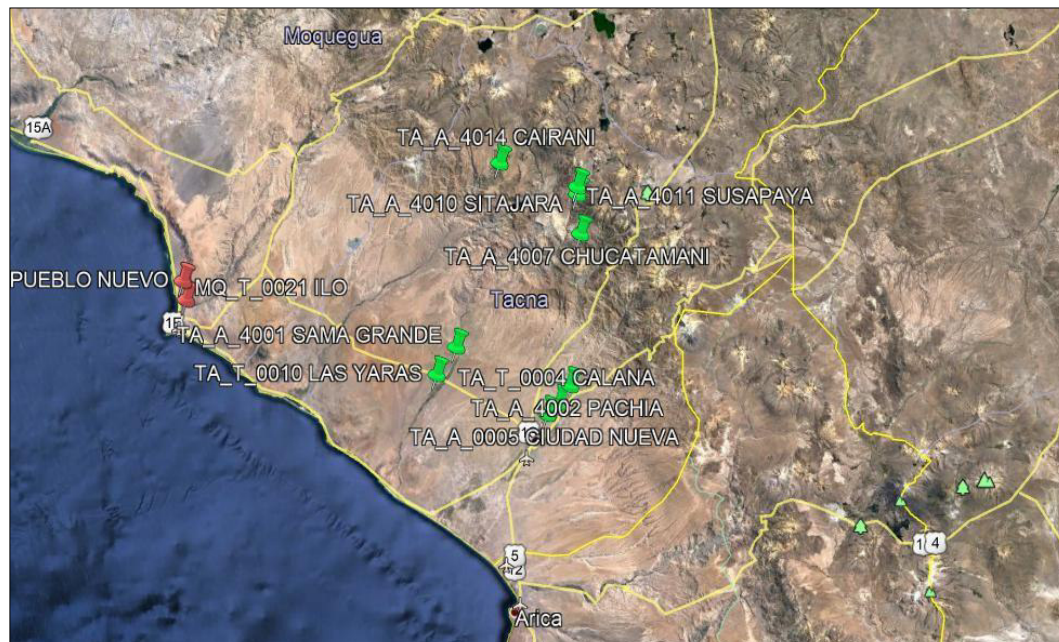 Moquegua
15A
TA_A_4014 CAIRANI
TA_A_4010 SITAJARA
TA_A_4011 SUSAPAYA
TA_A_4007 CHUCATAMANI
PUEBLO NUEVO
MQ_T_0021 ILO
Tacna
TA_A_4001 SAMA GRANDE
TA_T_0010 LAS YARAS
TA_T_0004 CALANA
TA_A_4002 PACHIA
TA_A_0005 CIUDAD NUEVA
5
4
Arica